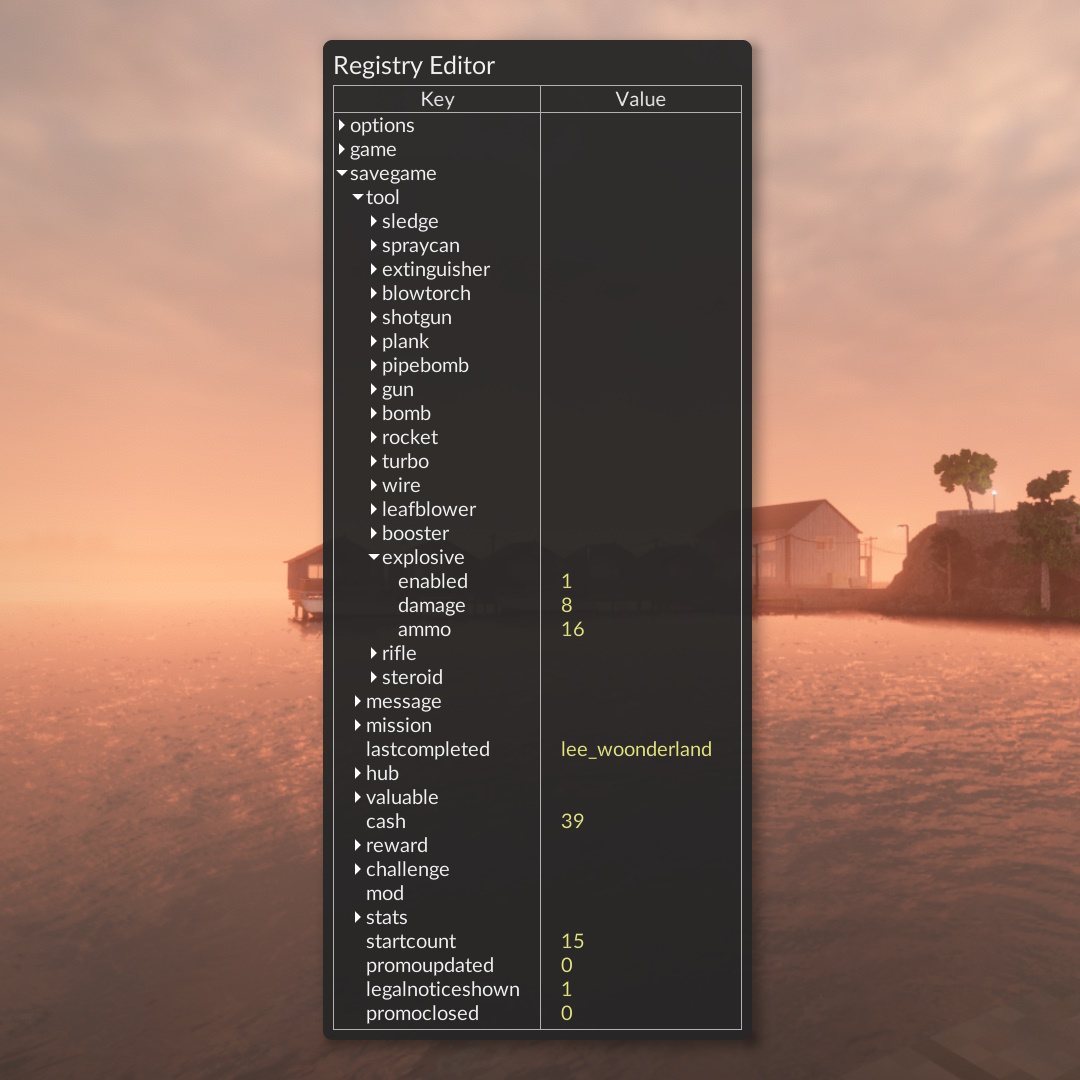 Registry Editor
Key Value
options
game
savegame
tool
sledge
spraycan
extinguisher
blowtorch
shotgun
plank
pipebomb
gun
bomb
rocket
turbo
wire
leafblower
booster
explosive
enabled 1
damage 8
ammo 16
rifle
steroid
message
mission
lastcompleted lee_woonderland
hub
valuable
cash 39
reward
challenge
mod
stats
startcount 15
promoupdated 0
legalnoticeshown 1
promoclosed 0